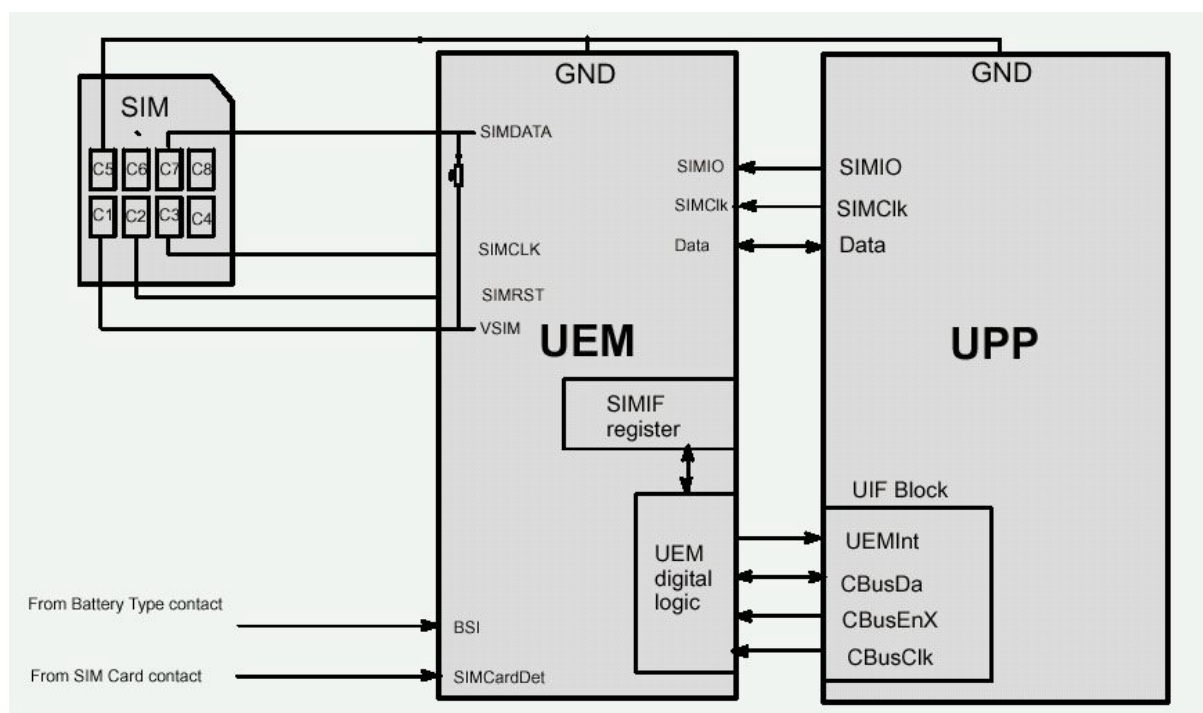 GND
GND
SIM
SIMDATA
C5 C6 C7 C8
SIMIO
SIMIO
C1 C2 C3 C4
SIMClk
SIMClk
SIMCLK
Data
Data
SIMRST
VSIM
UEM
UPP
SIMIF
register
UIF Block
UEM
digital
logic
UEMInt
CBusDa
CBusEnX
CBusClk
From Battery Type contact
BSI
From SIM Card contact
SIMCardDet